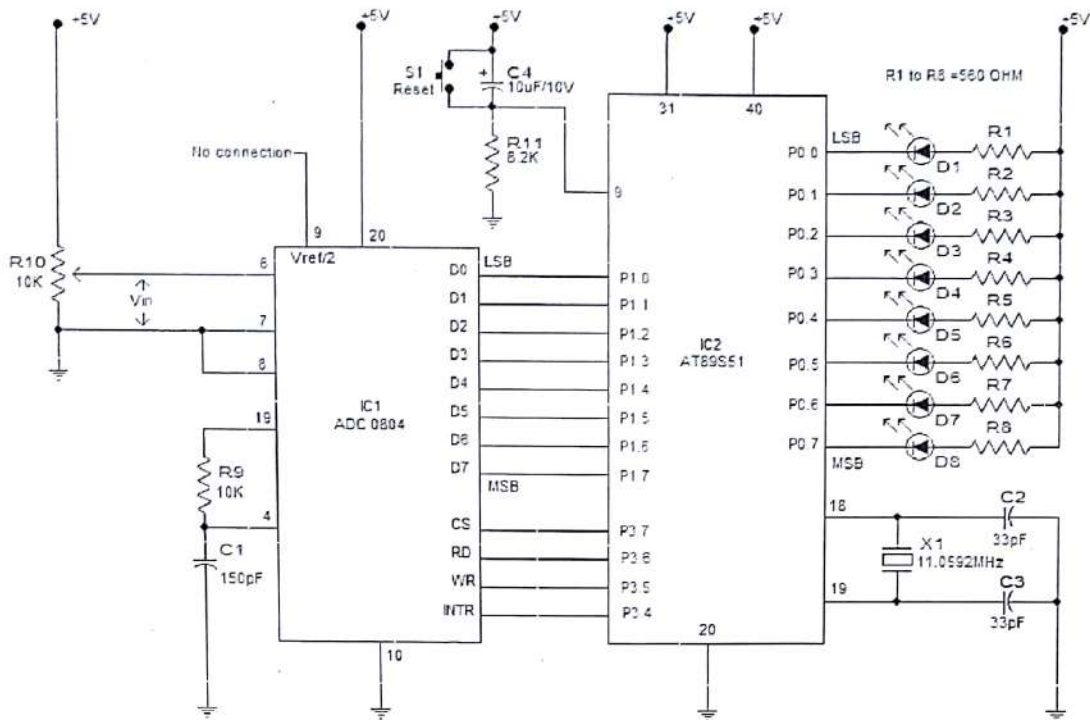 +5V
+5V
+5V
+5V
+5V
+5V
S1
Reset
+
C4
10uF/10V
R11
8.2K
No connection
9
Vref/2
20
R10
10K
Vin
6
7
8
19
R9
10K
4
C1
150pF
IC1
ADC 0804
10
D0
LSB
D1
D2
D3
D4
D5
D6
D7
MSB
CS
RD
WR
INTR
31
40
9
P1.0
P1.1
P1.2
P1.3
P1.4
P1.5
P1.6
P1.7
P3.7
P3.6
P3.5
P3.4
IC2
AT89S51
20
R1 to R8 =560 OHM
P0.0
LSB
D1
R1
P0.1
D2
R2
P0.2
D3
R3
P0.3
D4
R4
P0.4
D5
R5
P0.5
D6
R6
P0.6
D7
R7
P0.7
MSB
D8
R8
18
C2
33pF
X1
11.0592MHz
19
C3
33pF